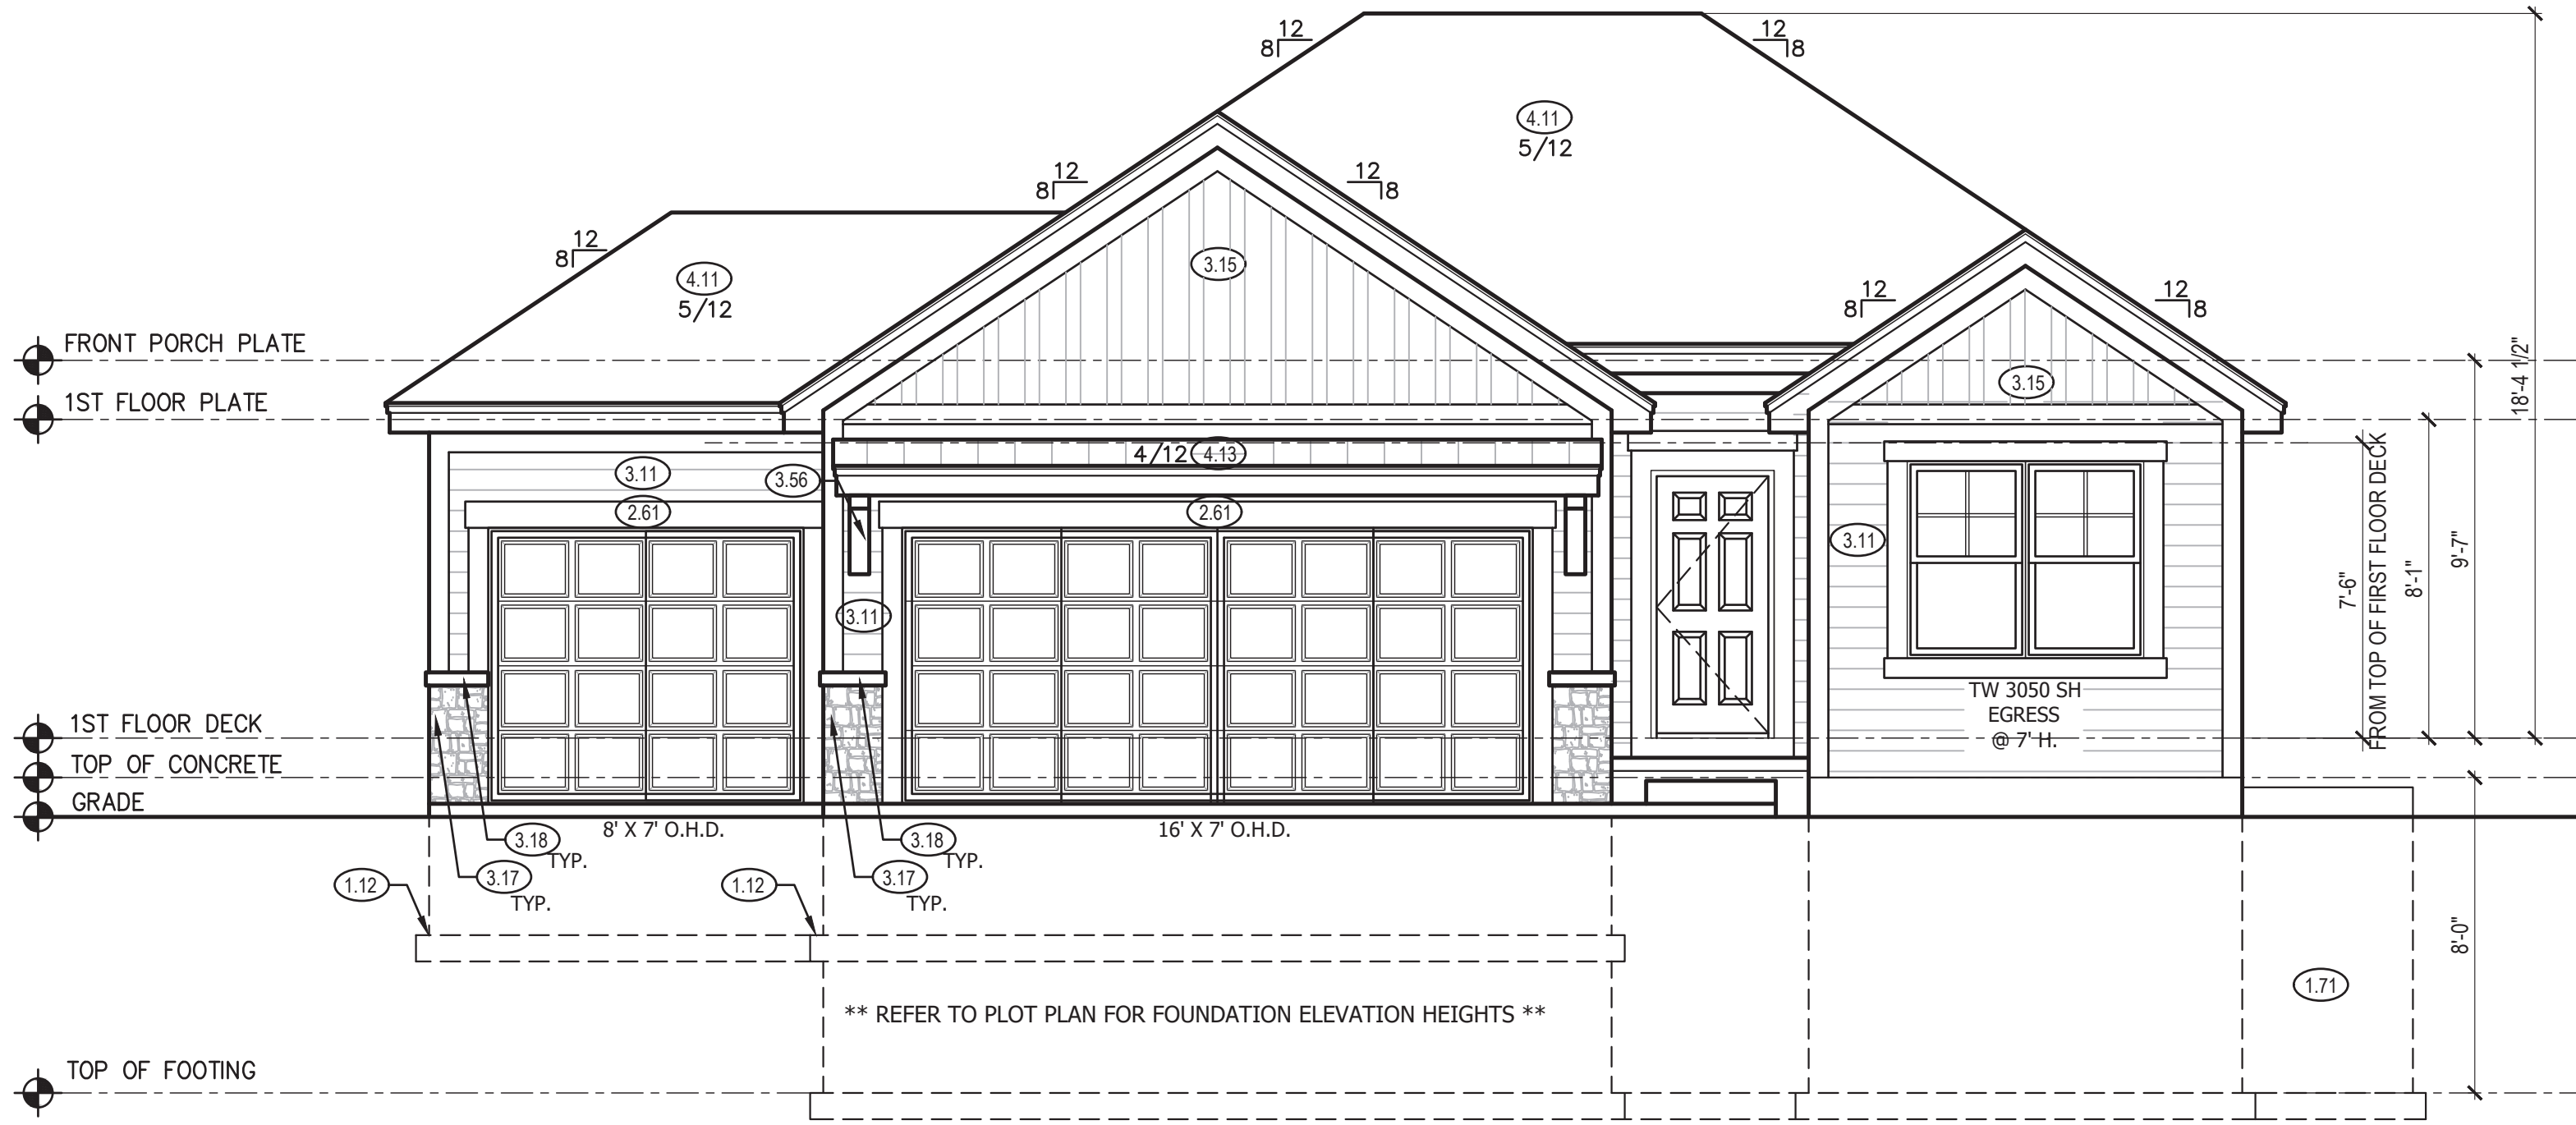 12
8
12
8
4.11
5/12
12
8
12
8
12
8
4.11
5/12
3.15
12
8
12
8
3.15
FRONT PORCH PLATE
1ST FLOOR PLATE
18'-4 1/2"
4/12 4.13
3.11
3.56
2.61
2.61
3.11
3.11
7'-6"
FROM TOP OF FIRST FLOOR DECK
8'-1"
9'-7"
TW 3050 SH
EGRESS
@ 7' H.
1ST FLOOR DECK
TOP OF CONCRETE
GRADE
8' X 7' O.H.D.
16' X 7' O.H.D.
3.18
TYP.
3.18
TYP.
3.17
TYP.
3.17
TYP.
1.12
1.12
8'-0"
1.71
** REFER TO PLOT PLAN FOR FOUNDATION ELEVATION HEIGHTS **
TOP OF FOOTING